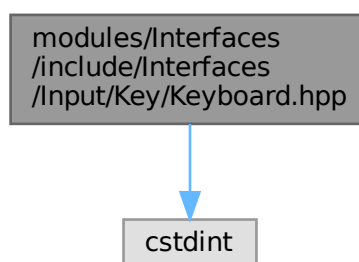 modules/Interfaces
/include/Interfaces
/Input/Key/Keyboard.hpp
cstdint